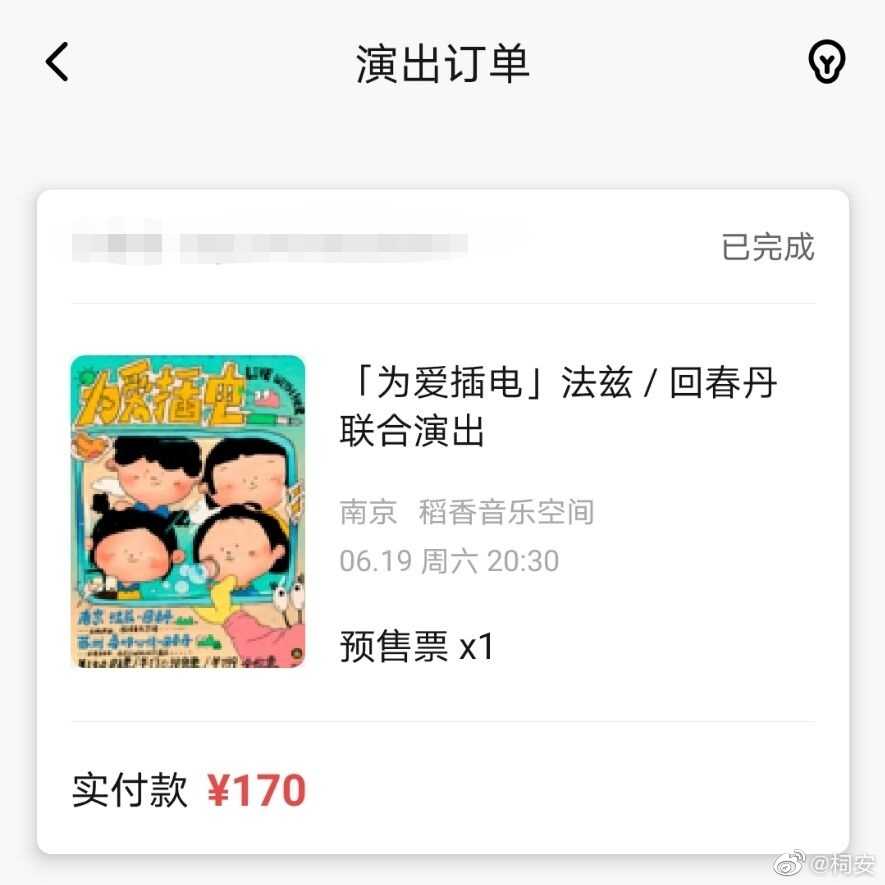 演出订单
已完成
为爱插电
「为爱插电」法兹 / 回春丹
联合演出
南京 稻香音乐空间
06.19 周六 20:30
预售票 x1
实付款 ¥170
@桐安